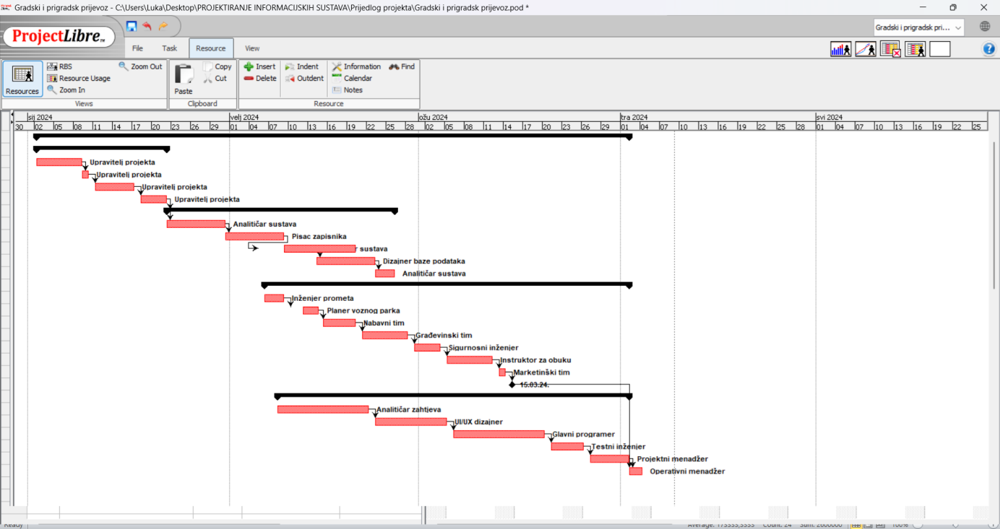 Gradski i prigradsk prijevoz - C:\Users\Luka\Desktop\PROJEKTIRANJE INFORMACIJSKIH SUSTAVA\Prijedlog projekta\Gradski i prigradsk prijevoz.pod *
ProjectLibre
Gradski i prigradsk pri...
File Task Resource View
Resources
RBS
Resource Usage
Zoom In
Zoom Out
Views
Paste
Copy
Cut
Clipboard
Insert
Delete
Indent
Outdent
Information
Calendar
Notes
Find
Resource
sij 2024 velj 2024 ožu 2024 tra 2024 svi 2024
30 02 05 08 11 14 17 20 23 26 29 01 04 07 10 13 16 19 22 25 28 02 05 08 11 14 17 20 23 26 29 01 04 07 10 13 16 19 22 25 28 01 04 07 10 13 16 19 22 25
Upravitelj projekta
Upravitelj projekta
Upravitelj projekta
Upravitelj projekta
Analitičar sustava
Pisac zapisnika
r sustava
Dizajner baze podataka
Analitičar sustava
Inženjer prometa
Planer voznog parka
Nabavni tim
Građevinski tim
Sigurnosni inženjer
Instruktor za obuku
Marketinški tim
15.03.24.
Analitičar zahtjeva
UI/UX dizajner
Glavni programer
Testni inženjer
Projektni menadžer
Operativni menadžer
Ready Average: 173333,3333 Count: 24 Sum: 2600000 100%